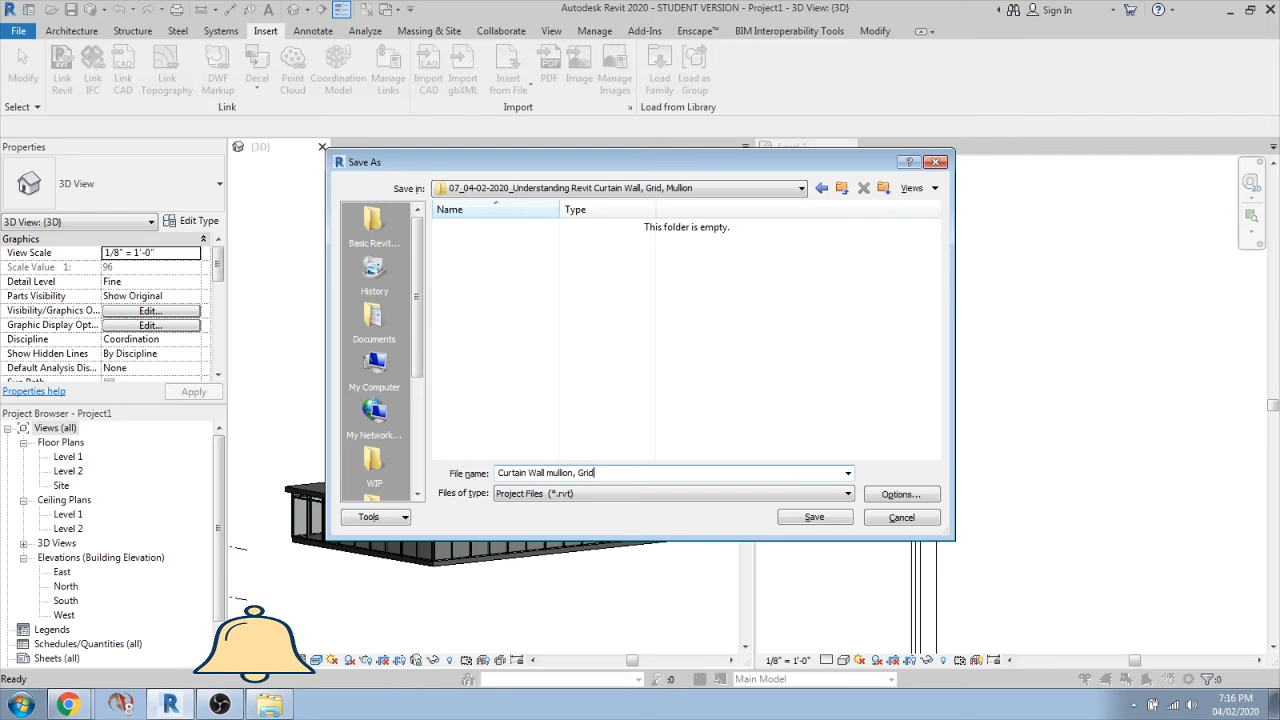 Autodesk Revit 2020 - STUDENT VERSION - Project1 - 3D View: {3D}
Sign In
File Architecture Structure Steel Systems Insert Annotate Analyze Massing & Site Collaborate View Manage Add-Ins Enscape™ BIM Interoperability Tools Modify
Modify Link Revit Link IFC Link CAD Link Topography DWF Markup Decal Point Cloud Coordination Model Manage Links Import CAD Import gbXML Insert from File PDF Image Manage Images Load Family Load as Group
Select Link Import Load from Library
Properties
{3D}
Level 1
3D View
3D View: {3D} Edit Type
Graphics
View Scale 1/8" = 1'-0"
Scale Value 1: 96
Detail Level Fine
Parts Visibility Show Original
Visibility/Graphics O... Edit...
Graphic Display Opt... Edit...
Discipline Coordination
Show Hidden Lines By Discipline
Default Analysis Dis... None
Sun Path
Properties help Apply
Project Browser - Project1
Views (all)
Floor Plans
Level 1
Level 2
Site
Ceiling Plans
Level 1
Level 2
3D Views
Elevations (Building Elevation)
East
North
South
West
Legends
Schedules/Quantities (all)
Sheets (all)
Save As
Save in: 07_04-02-2020_Understanding Revit Curtain Wall, Grid, Mullion Views
Name Type
This folder is empty.
Basic Revit...
History
Documents
My Computer
My Network...
WIP
File name: Curtain Wall mullion, Grid
Files of type: Project Files (*.rvt) Options...
Tools Save Cancel
1/8" = 1'-0"
Ready :0 Main Model :0
7:16 PM
04/02/2020